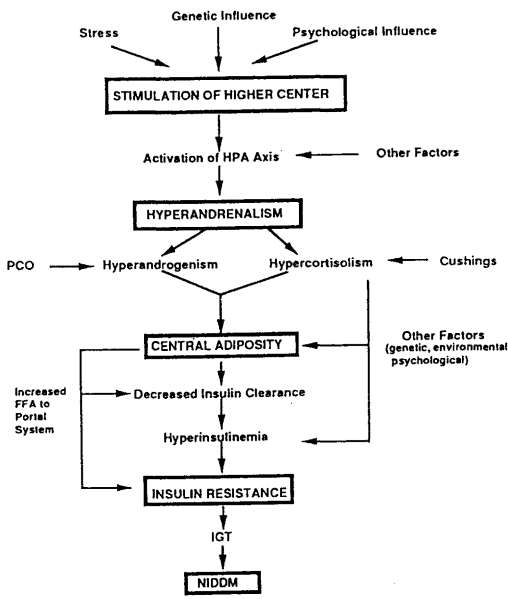 Genetic Influence
Stress
Psychological Influence
STIMULATION OF HIGHER CENTER
Activation of HPA Axis
Other Factors
HYPERANDRENALISM
PCO
Hyperandrogenism
Hypercortisolism
Cushings
Other Factors
(genetic, environmental
psychological)
CENTRAL ADIPOSITY
Increased
FFA to
Portal
System
Decreased Insulin Clearance
Hyperinsulinemia
INSULIN RESISTANCE
IGT
NIDDM